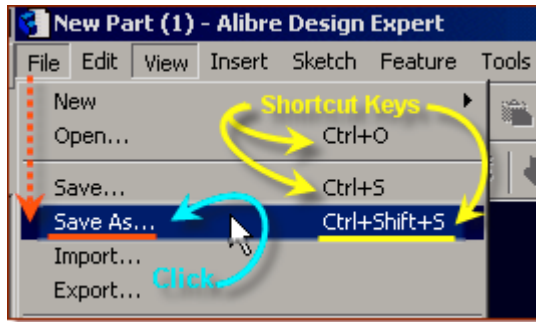 New Part (1) - Alibre Design Expert
File Edit View Insert Sketch Feature Tools
New Shortcut Keys
Open... Ctrl+O
Save... Ctrl+S
Save As... Ctrl+Shift+S
Import...
Click
Export...